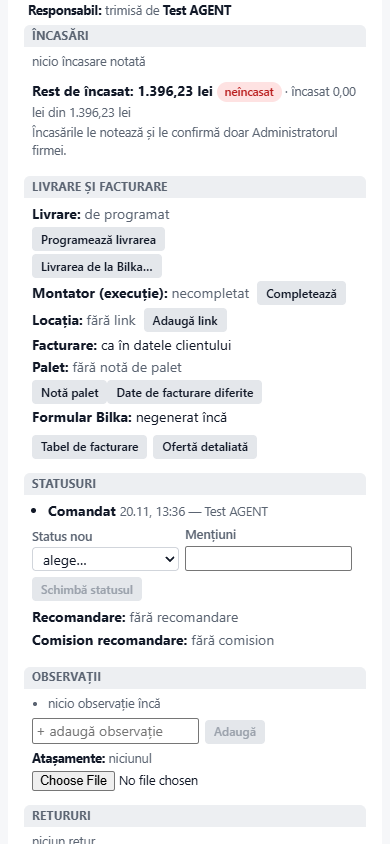 Responsabil: trimisă de Test AGENT
ÎNCASĂRI
nicio încasare notată
Rest de încasat: 1.396,23 lei neîncasat · încasat 0,00
lei din 1.396,23 lei
Încasările le notează și le confirmă doar Administratorul
firmei.
LIVRARE ȘI FACTURARE
Livrare: de programat
Programează livrarea
Livrarea de la Bilka...
Montator (execuție): necompletat Completează
Locația: fără link Adaugă link
Facturare: ca în datele clientului
Palet: fără notă de palet
Notă palet Date de facturare diferite
Formular Bilka: negenerat încă
Tabel de facturare Ofertă detaliată
STATUSURI
• Comandat 20.11, 13:36 — Test AGENT
Status nou Mențiuni
alege...
Schimbă statusul
Recomandare: fără recomandare
Comision recomandare: fără comision
OBSERVAȚII
• nicio observație încă
+ adaugă observație Adaugă
Atașamente: niciunul
Choose File No file chosen
RETURURI
niciun retur